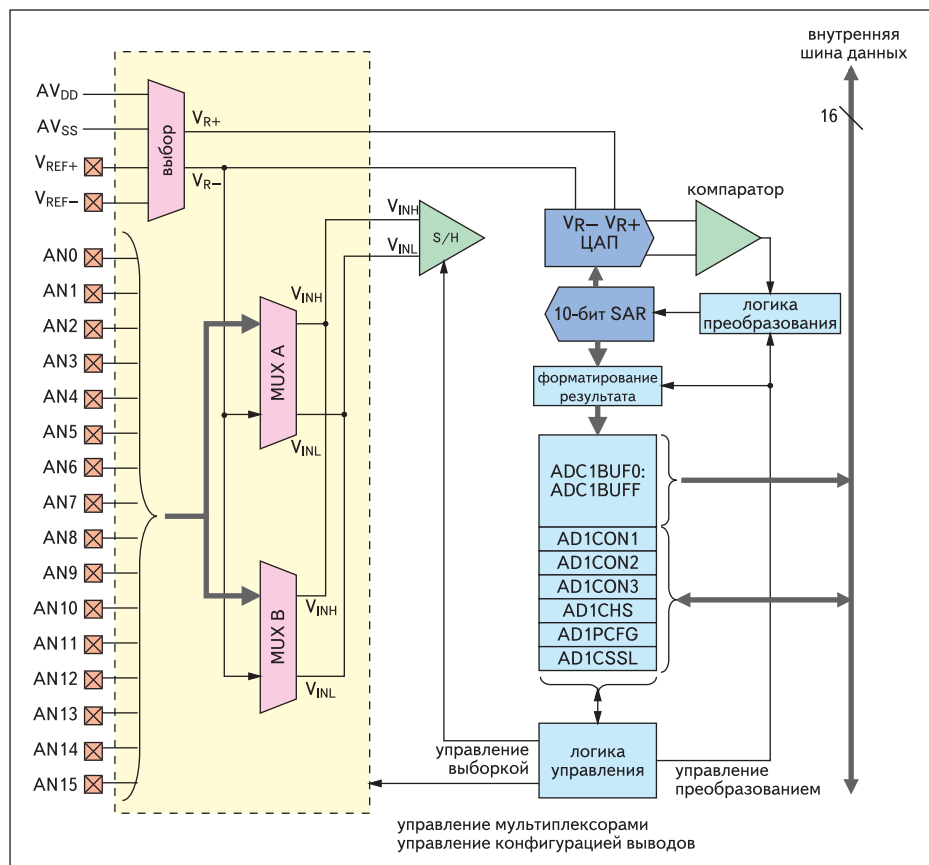 внутренняя
шина данных
16
AVDD
AVSS
VREF+
VREF−
выбор
VR+
VR−
AN0
AN1
AN2
AN3
AN4
AN5
AN6
AN7
AN8
AN9
AN10
AN11
AN12
AN13
AN14
AN15
MUX A
VINH
VINL
MUX B
VINH
VINL
VINH
VINL
S/H
компаратор
VR− VR+
ЦАП
10-бит SAR
логика
преобразования
форматирование
результата
ADC1BUF0:
ADC1BUFF
AD1CON1
AD1CON2
AD1CON3
AD1CHS
AD1PCFG
AD1CSSL
логика
управления
управление
выборкой
управление
преобразованием
управление мультиплексорами
управление конфигурацией выводов